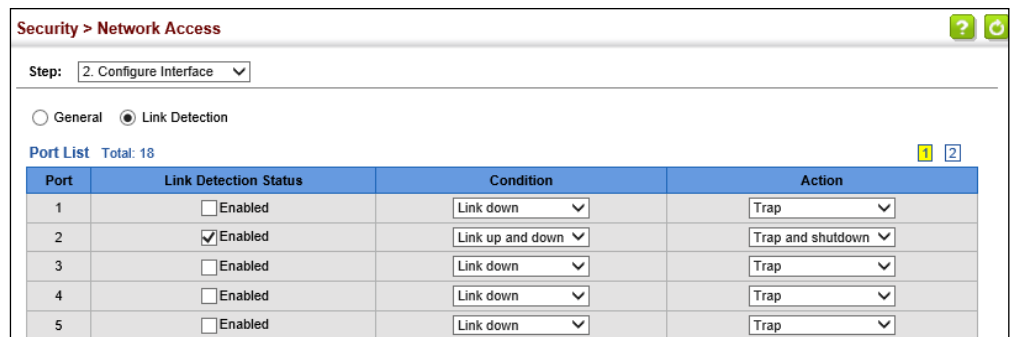 Security > Network Access
?
Step: 2. Configure Interface
General Link Detection
Port List Total: 18 1 2
Port Link Detection Status Condition Action
1 Enabled Link down Trap
2 Enabled Link up and down Trap and shutdown
3 Enabled Link down Trap
4 Enabled Link down Trap
5 Enabled Link down Trap